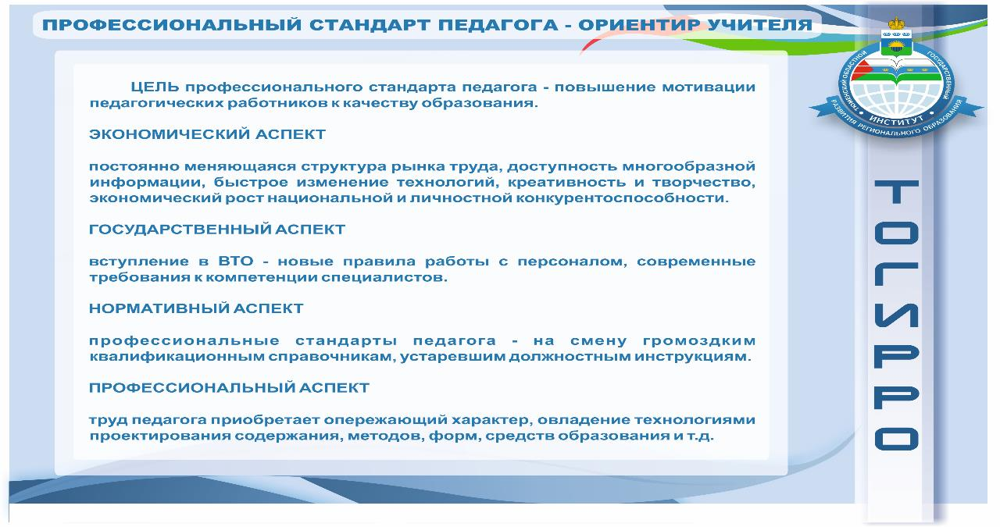 ПРОФЕССИОНАЛЬНЫЙ СТАНДАРТ ПЕДАГОГА - ОРИЕНТИР УЧИТЕЛЯ
ЦЕЛЬ профессионального стандарта педагога - повышение мотивации
педагогических работников к качеству образования.
ЭКОНОМИЧЕСКИЙ АСПЕКТ
постоянно меняющаяся структура рынка труда, доступность многообразной
информации, быстрое изменение технологий, креативность и творчество,
экономический рост национальной и личностной конкурентоспособности.
ГОСУДАРСТВЕННЫЙ АСПЕКТ
вступление в ВТО - новые правила работы с персоналом, современные
требования к компетенции специалистов.
НОРМАТИВНЫЙ АСПЕКТ
профессиональные стандарты педагога - на смену громоздким
квалификационным справочникам, устаревшим должностным инструкциям.
ПРОФЕССИОНАЛЬНЫЙ АСПЕКТ
труд педагога приобретает опережающий характер, овладение технологиями
проектирования содержания, методов, форм, средств образования и т.д.
ТЮМЕНСКИЙ ОБЛАСТНОЙ ГОСУДАРСТВЕННЫЙ
ИНСТИТУТ
РАЗВИТИЯ РЕГИОНАЛЬНОГО ОБРАЗОВАНИЯ
ТОГИРРО